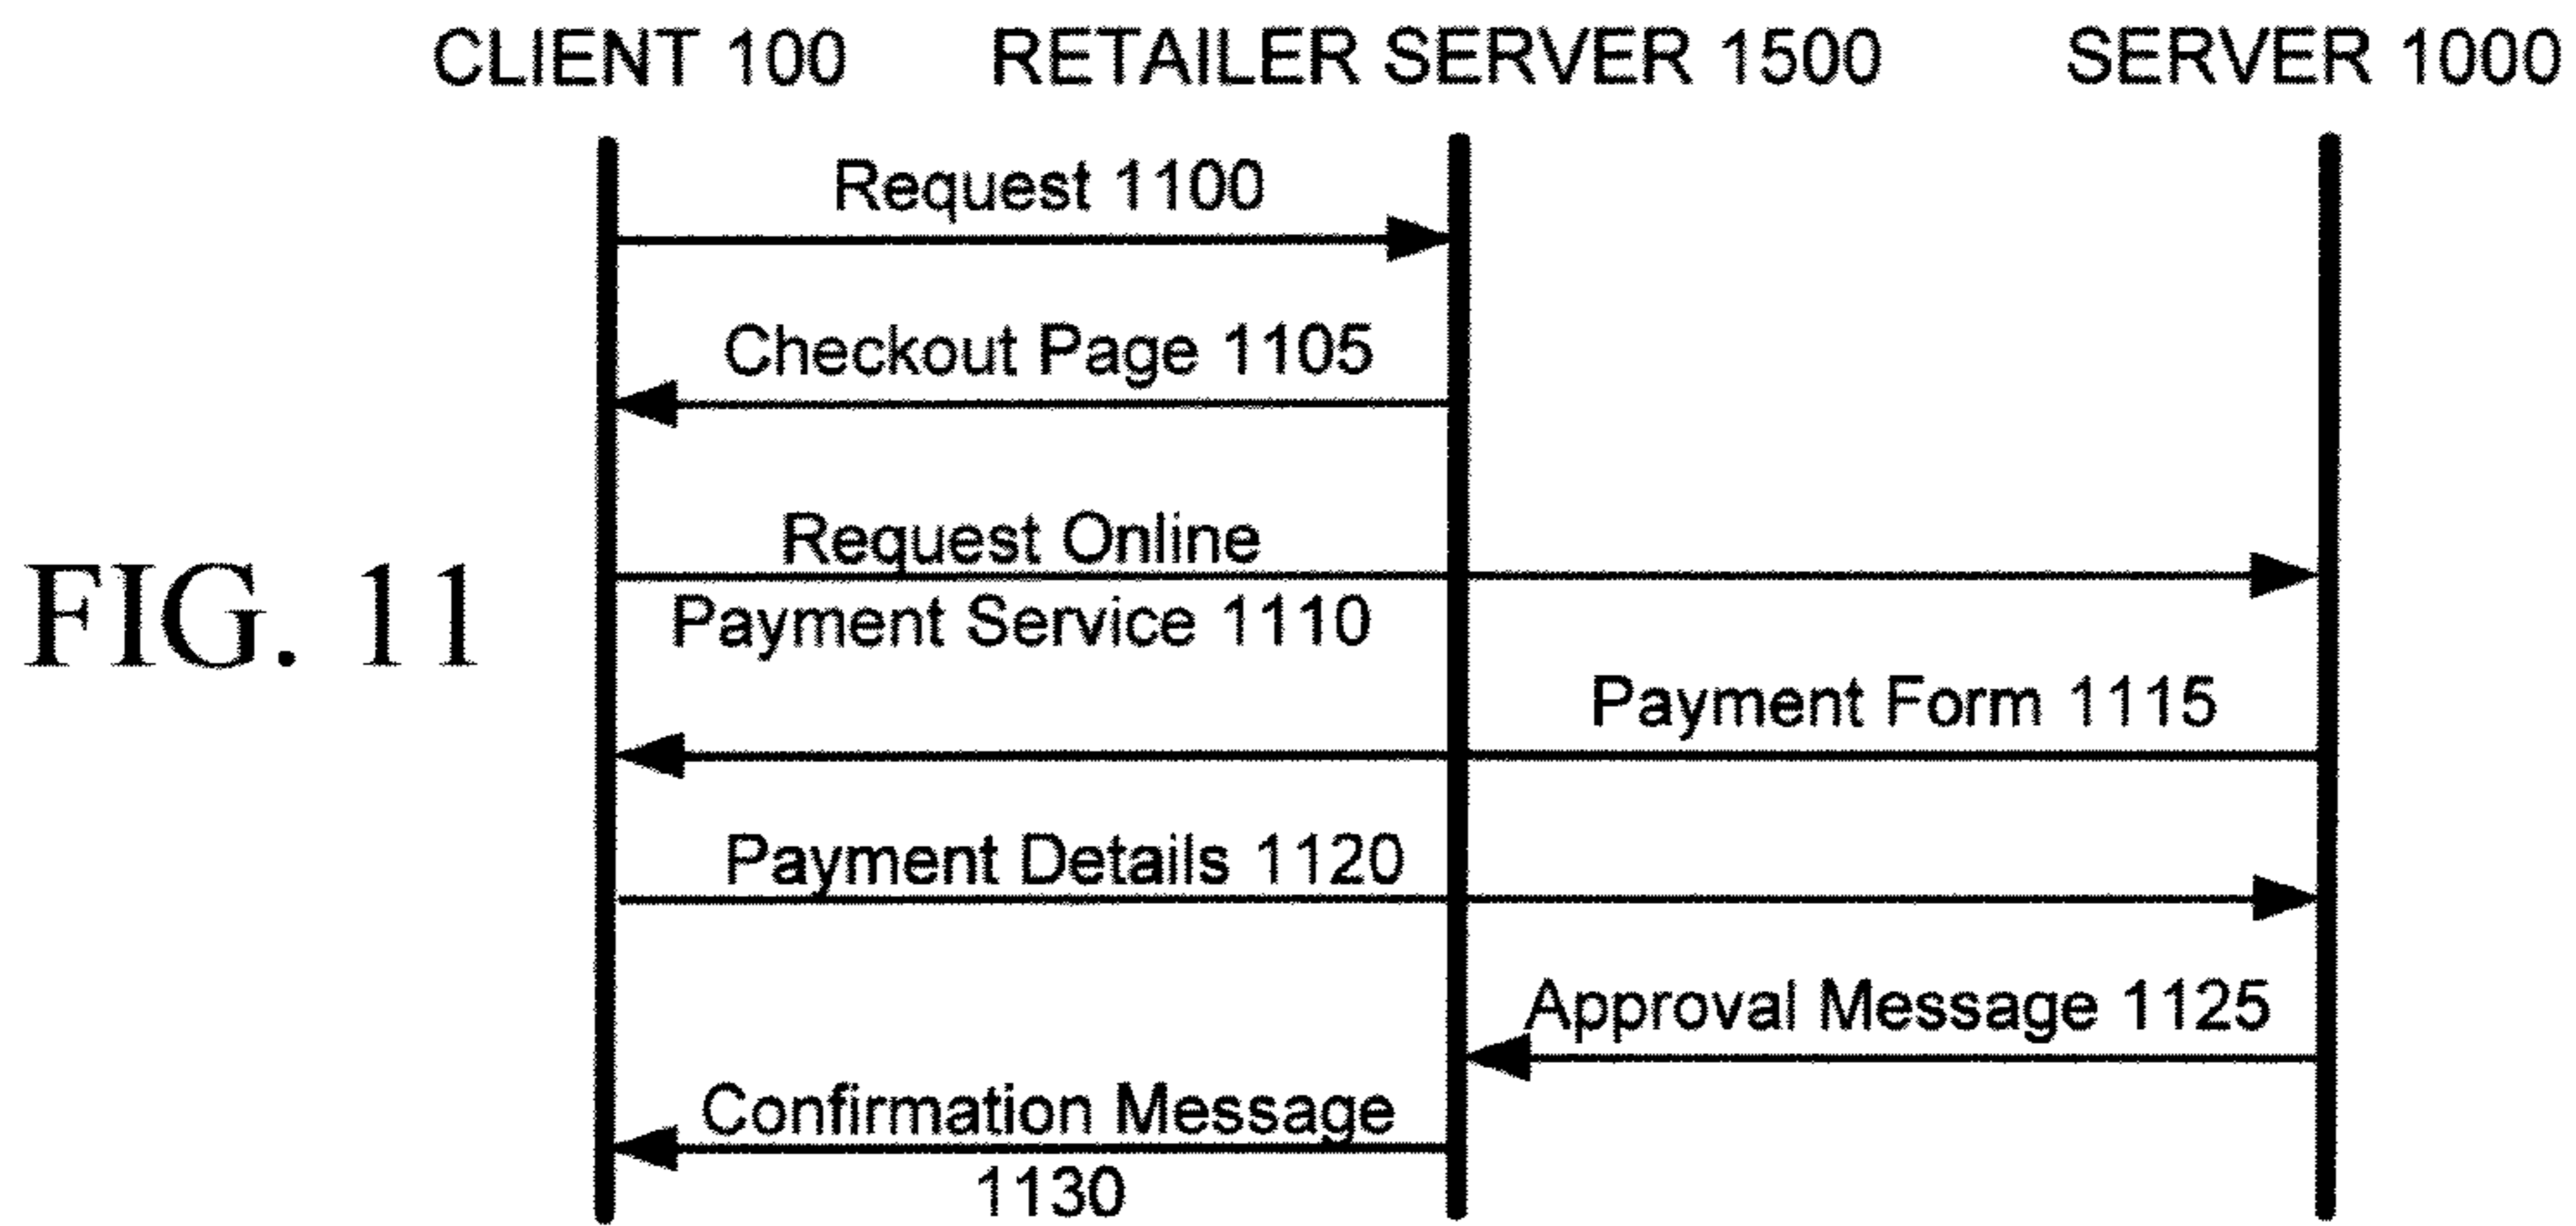 CLIENT 100
RETAILER SERVER 1500
SERVER 1000
Request 1100
Checkout Page 1105
Request Online
Payment Service 1110
FIG. 11
Payment Form 1115
Payment Details 1120
Approval Message 1125
Confirmation Message
1130